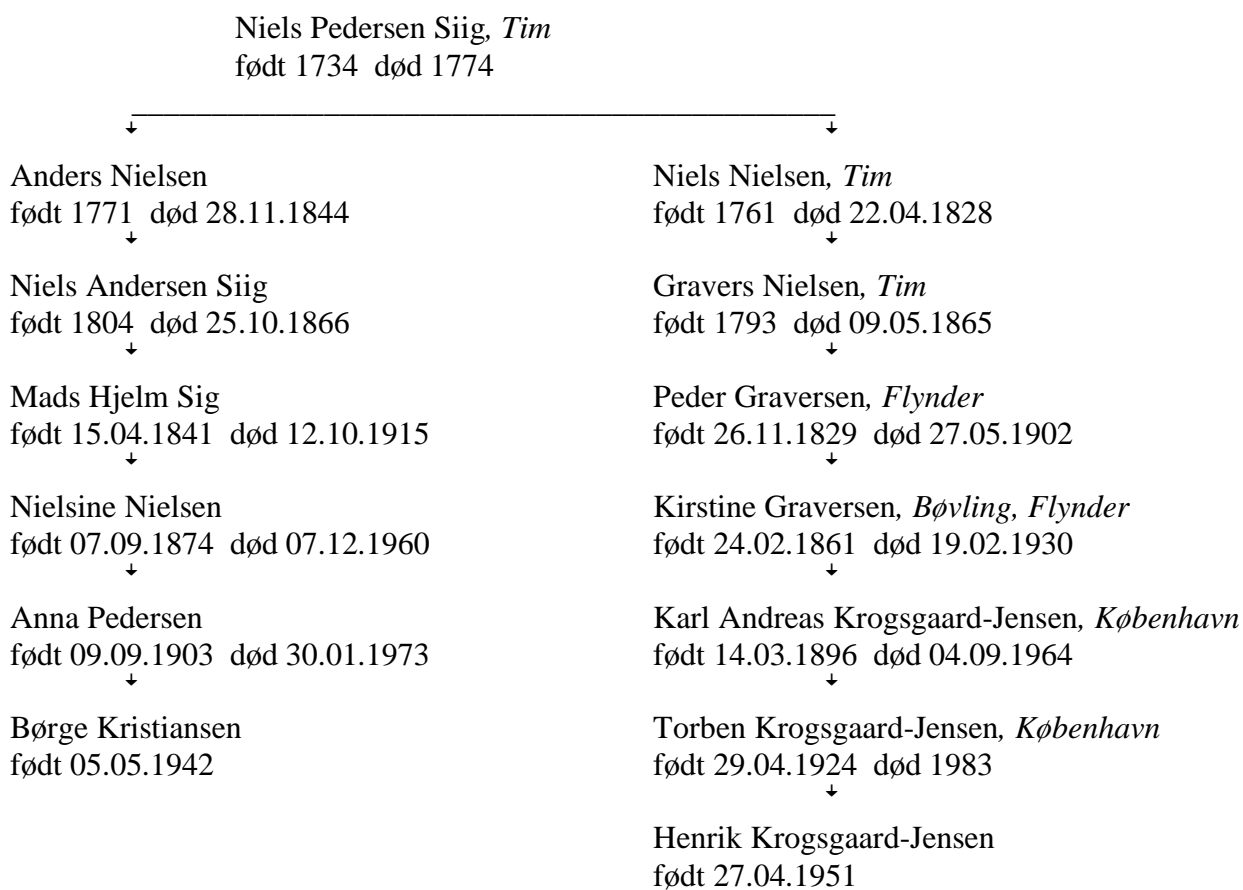 Niels Pedersen Siig, Tim
født 1734 død 1774
Anders Nielsen
født 1771 død 28.11.1844
Niels Andersen Siig
født 1804 død 25.10.1866
Mads Hjelm Sig
født 15.04.1841 død 12.10.1915
Nielsine Nielsen
født 07.09.1874 død 07.12.1960
Anna Pedersen
født 09.09.1903 død 30.01.1973
Børge Kristiansen
født 05.05.1942
Niels Nielsen, Tim
født 1761 død 22.04.1828
Gravers Nielsen, Tim
født 1793 død 09.05.1865
Peder Graversen, Flynder
født 26.11.1829 død 27.05.1902
Kirstine Graversen, Bøvling, Flynder
født 24.02.1861 død 19.02.1930
Karl Andreas Krogsgaard-Jensen, København
født 14.03.1896 død 04.09.1964
Torben Krogsgaard-Jensen, København
født 29.04.1924 død 1983
Henrik Krogsgaard-Jensen
født 27.04.1951